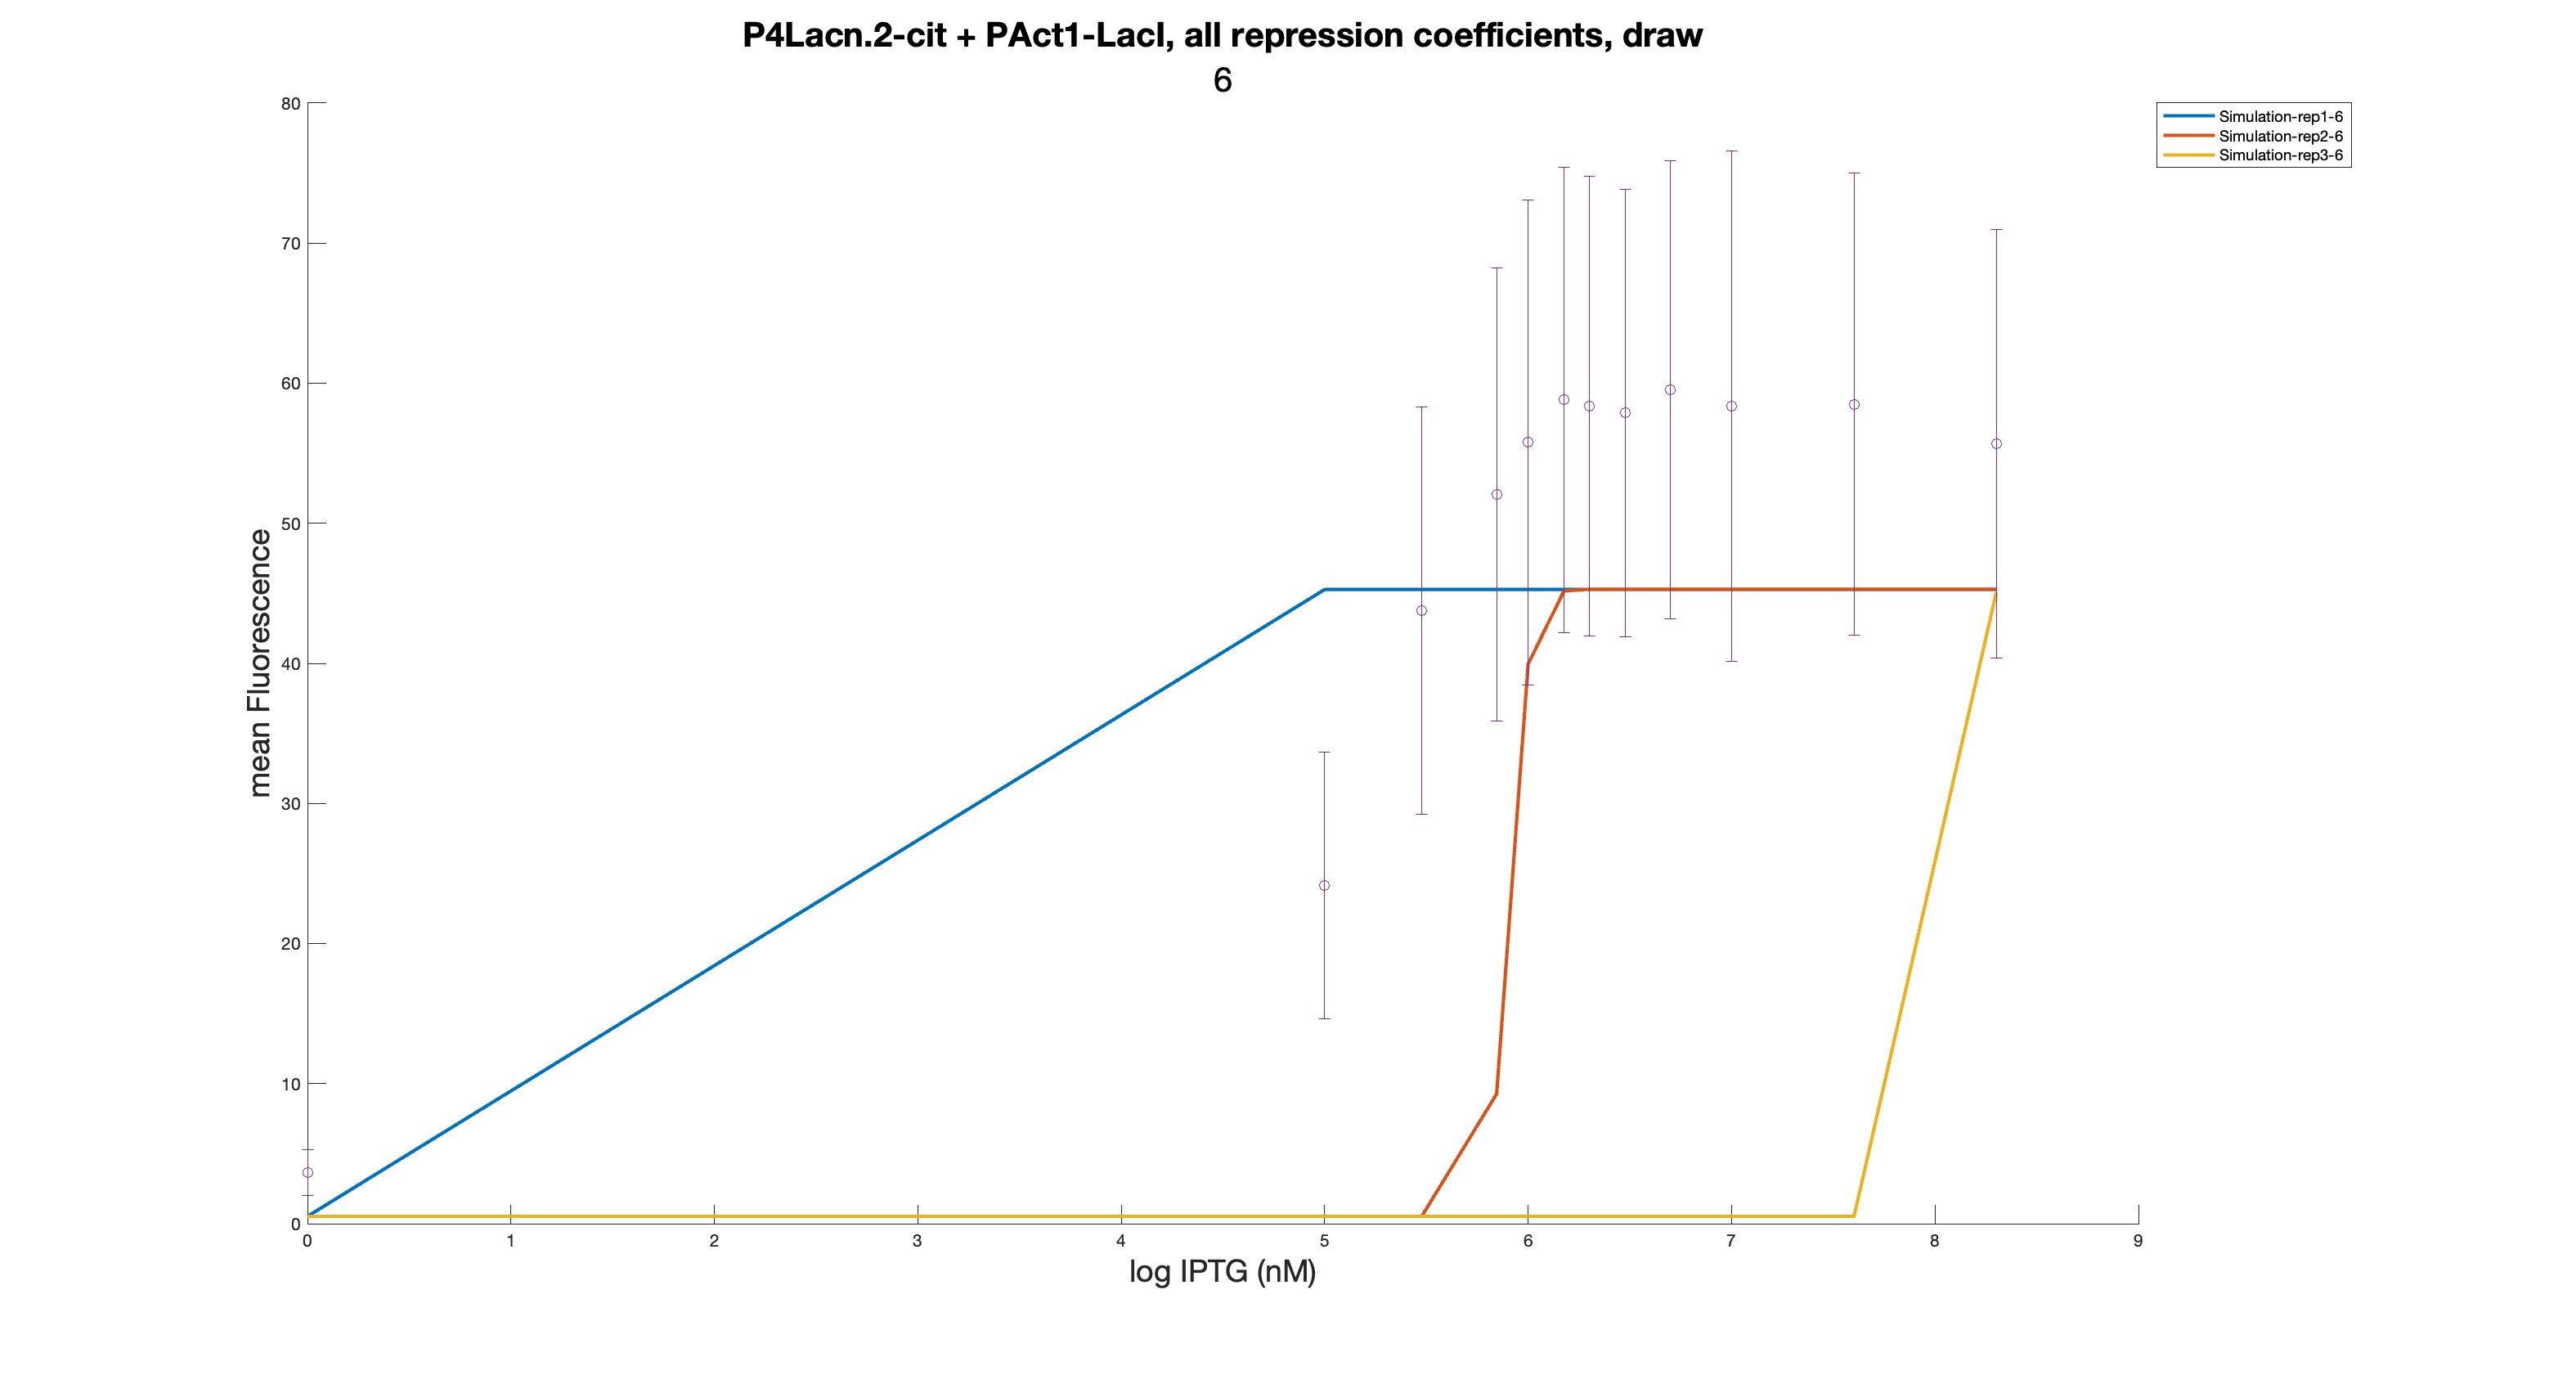 P4Lacn.2-cit + PAct1-LacI, all repression coefficients, draw
6
Simulation-rep1-6
Simulation-rep2-6
Simulation-rep3-6
mean Fluorescence
80
70
60
50
40
30
20
10
0
0 1 2 3 4 5 6 7 8 9
log IPTG (nM)